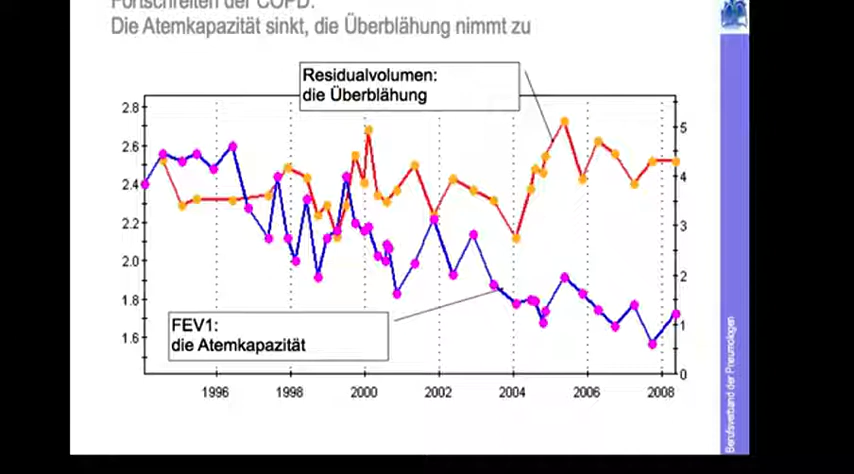 Fortschreiten der COPD:
Die Atemkapazität sinkt, die Überblähung nimmt zu
Residualvolumen:
die Überblähung
2.8
2.6
2.4
2.2
2.0
1.8
1.6
5
4
3
2
1
0
FEV1:
die Atemkapazität
1996
1998
2000
2002
2004
2006
2008
Berufsverband der Pneumologen